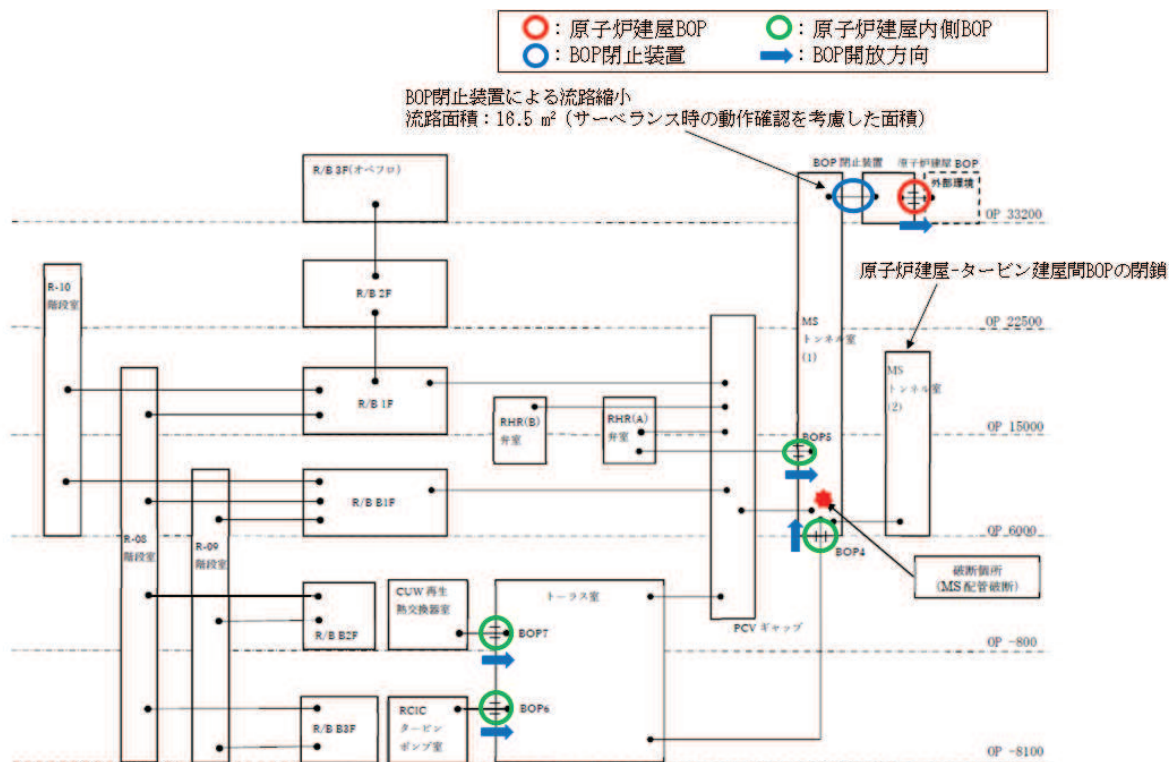 ：原子炉建屋BOP
：原子炉建屋内側BOP
：BOP閉止装置
：BOP開放方向
BOP閉止装置による流路縮小
流路面積：16.5 m²（サーベランス時の動作確認を考慮した面積）
BOP 閉止装置
原子炉建屋 BOP
外部環境
R/B 3F(オペフロ)
OP 33200
原子炉建屋-タービン建屋間BOPの閉鎖
R-10
階段室
R/B 2F
OP 22500
MS
トンネル室
(1)
MS
トンネル室
(2)
R/B 1F
RHR(B)
弁室
RHR(A)
弁室
OP 15000
BOP5
R/B B1F
R-08
階段室
R-09
階段室
OP 6000
BOP4
破断個所
(MS配管破断)
CUW 再生
熱交換器室
トーラス室
R/B B2F
BOP7
PCV ギャップ
OP -800
RCIC
タービン
ポンプ室
BOP6
R/B B3F
OP -8100